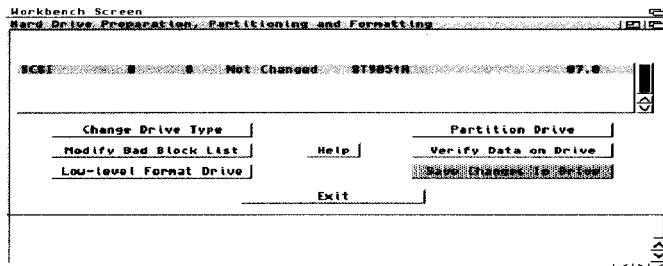 Workbench Screen
Hard Drive Preparation, Partitioning and Formatting
SCSI 0 0 Not Changed ST9051A 07.0
Change Drive Type Partition Drive
Modify Bad Block List Help Verify Data on Drive
Low-level Format Drive Save Changes To Drive
Exit